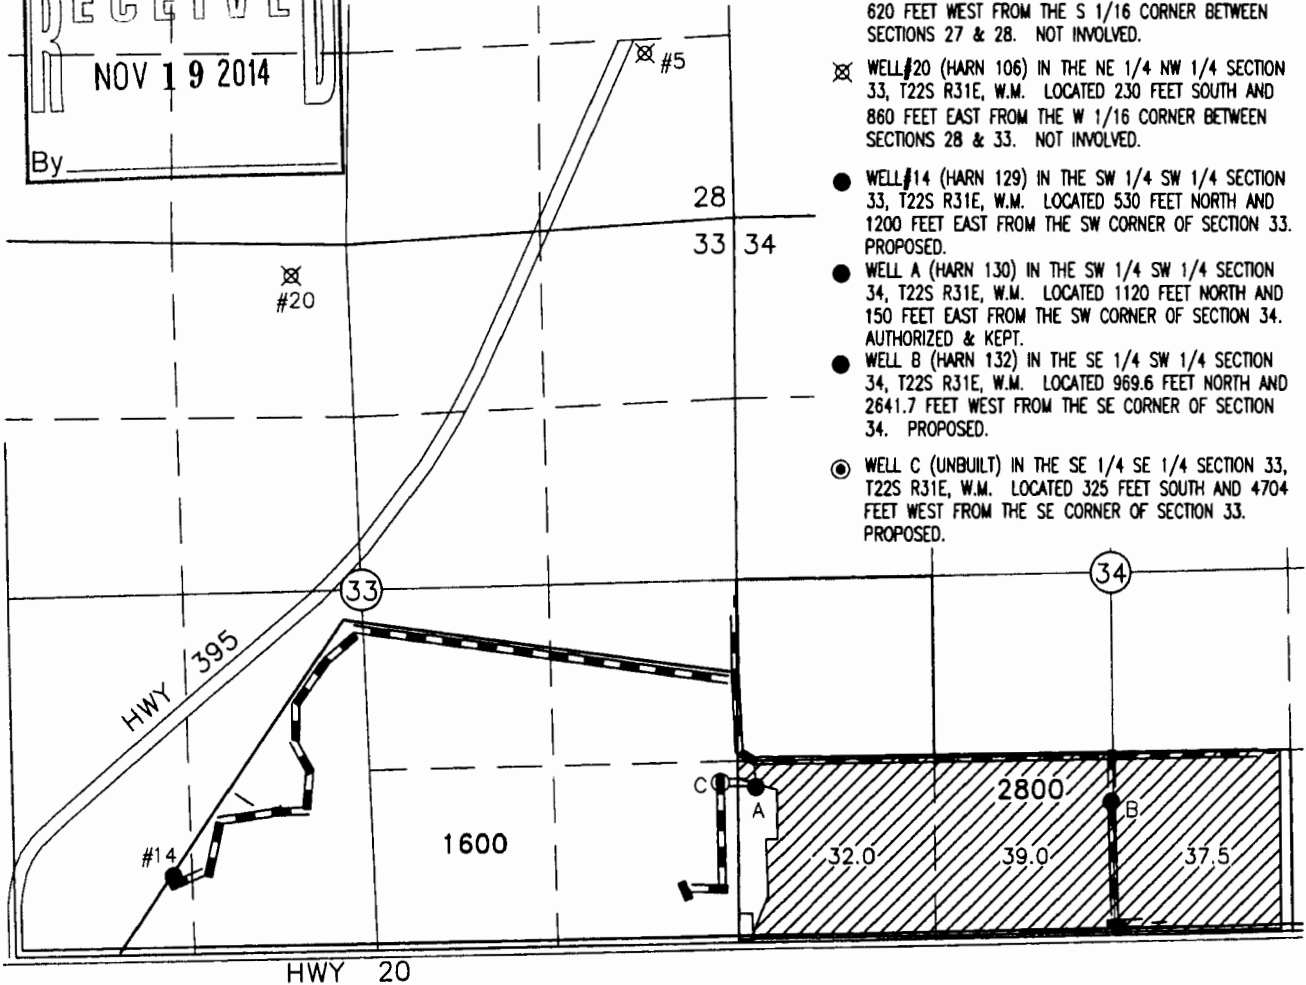 RECEIVED
NOV 19 2014
By
620 FEET WEST FROM THE S 1/16 CORNER BETWEEN
SECTIONS 27 & 28. NOT INVOLVED.
WELL#20 (HARN 106) IN THE NE 1/4 NW 1/4 SECTION
33, T22S R31E, W.M. LOCATED 230 FEET SOUTH AND
860 FEET EAST FROM THE W 1/16 CORNER BETWEEN
SECTIONS 28 & 33. NOT INVOLVED.
WELL#14 (HARN 129) IN THE SW 1/4 SW 1/4 SECTION
33, T22S R31E, W.M. LOCATED 530 FEET NORTH AND
1200 FEET EAST FROM THE SW CORNER OF SECTION 33.
PROPOSED.
WELL A (HARN 130) IN THE SW 1/4 SW 1/4 SECTION
34, T22S R31E, W.M. LOCATED 1120 FEET NORTH AND
150 FEET EAST FROM THE SW CORNER OF SECTION 34.
AUTHORIZED & KEPT.
WELL B (HARN 132) IN THE SE 1/4 SW 1/4 SECTION
34, T22S R31E, W.M. LOCATED 969.6 FEET NORTH AND
2641.7 FEET WEST FROM THE SE CORNER OF SECTION
34. PROPOSED.
WELL C (UNBUILT) IN THE SE 1/4 SE 1/4 SECTION 33,
T22S R31E, W.M. LOCATED 325 FEET SOUTH AND 4704
FEET WEST FROM THE SE CORNER OF SECTION 33.
PROPOSED.
#5
28
33 34
#20
33
34
HWY 395
C
A
2800
B
#14
1600
32.0
39.0
37.5
HWY 20